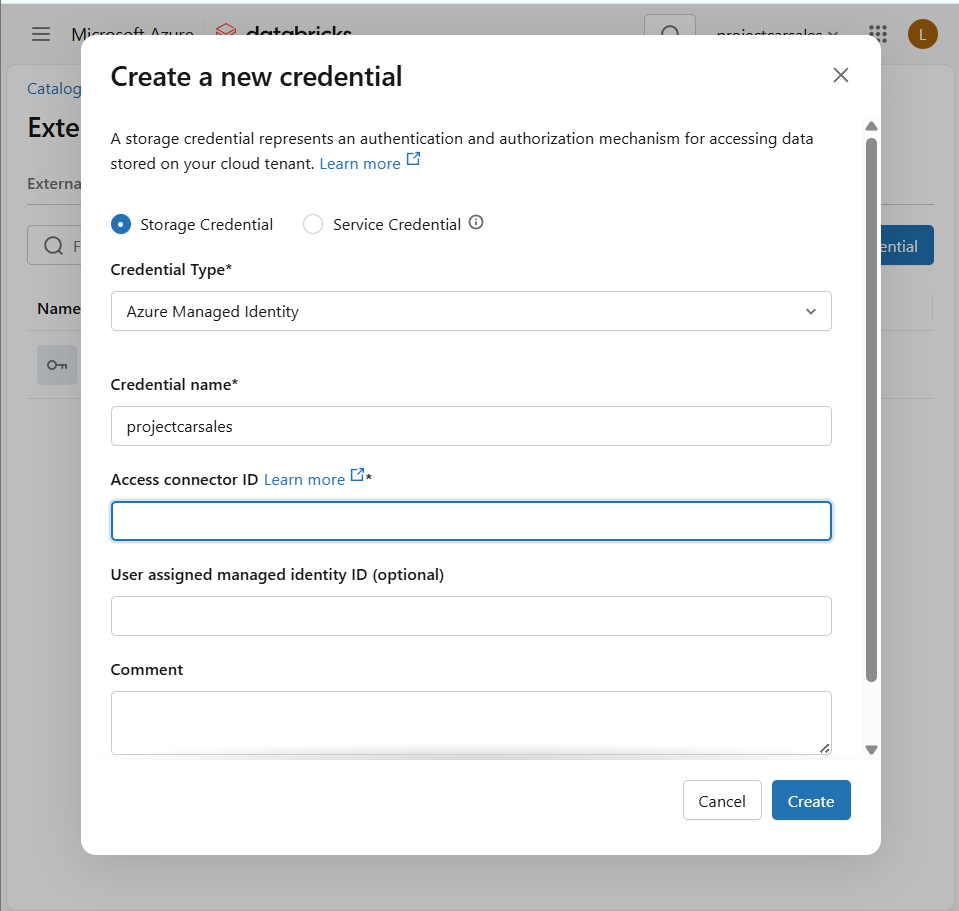 Microsoft Azure databricks projectcarsales L
Catalog
Create a new credential
Exte
A storage credential represents an authentication and authorization mechanism for accessing data
stored on your cloud tenant. Learn more
Externa
Storage Credential Service Credential
F
ential
Credential Type*
Name
Azure Managed Identity
Credential name*
projectcarsales
Access connector ID Learn more *
User assigned managed identity ID (optional)
Comment
Cancel Create